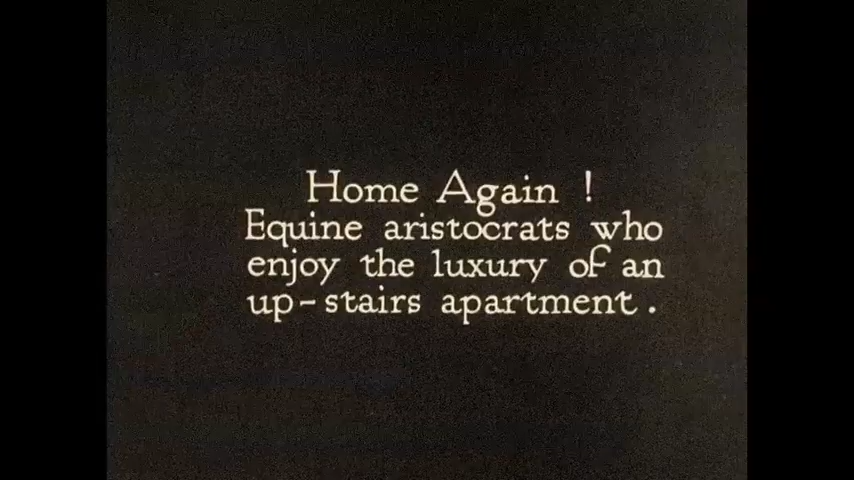 Home Again !
Equine aristocrats who
enjoy the luxury of an
up-stairs apartment.